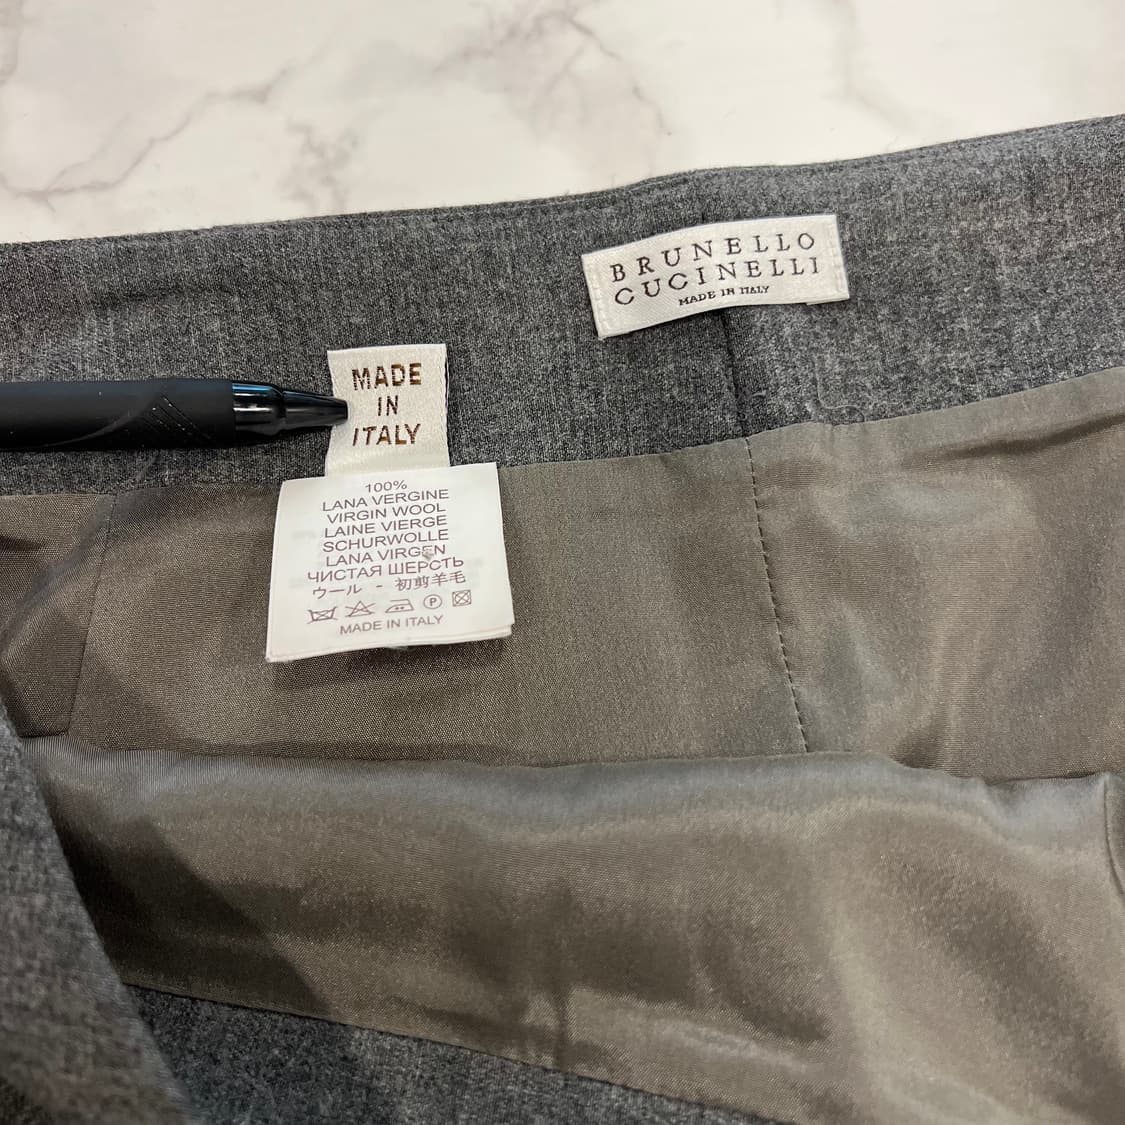 BRUNELLO
CUCINELLI
MADE IN ITALY
MADE
IN
ITALY
100%
LANA VERGINE
VIRGIN WOOL
LAINE VIERGE
SCHURWOLLE
LANA VIRGEN
ЧИСТАЯ ШЕРСТЬ
ウール - 初剪羊毛
P
MADE IN ITALY